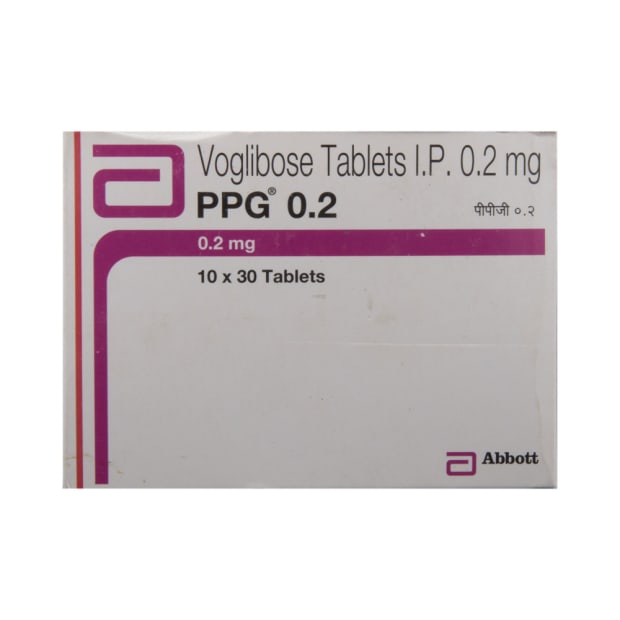 Voglibose Tablets I.P. 0.2 mg
PPG® 0.2
पीपीजी ०.२
0.2 mg
10 x 30 Tablets
Abbott